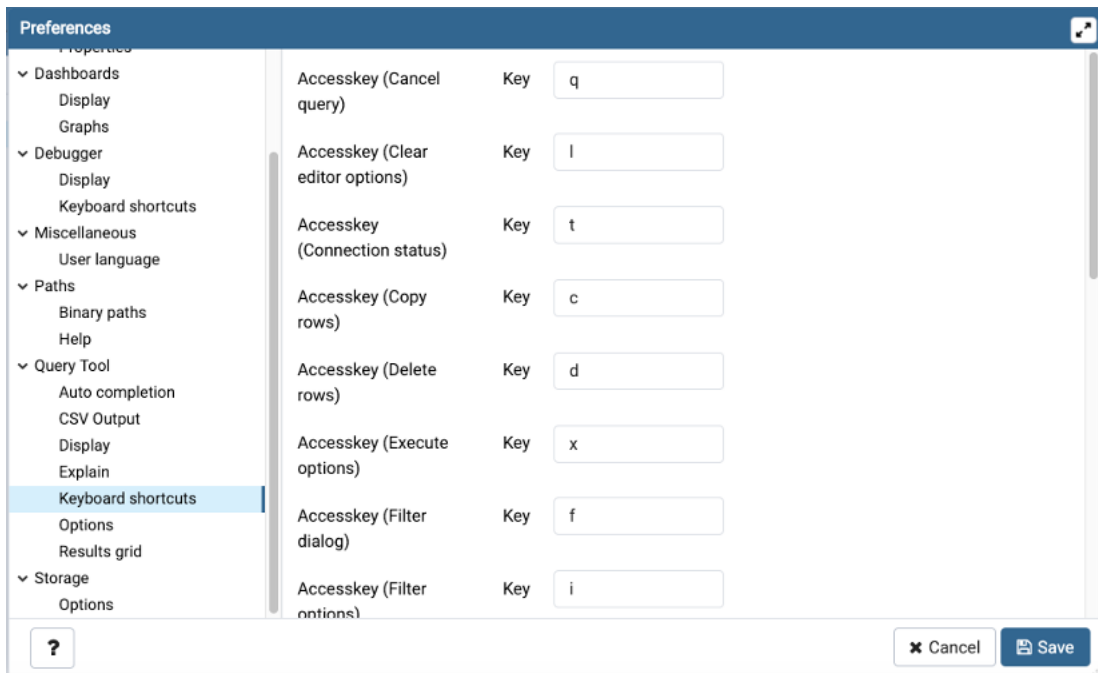 Preferences
Properties
Dashboards
Display
Graphs
Debugger
Display
Keyboard shortcuts
Miscellaneous
User language
Paths
Binary paths
Help
Query Tool
Auto completion
CSV Output
Display
Explain
Keyboard shortcuts
Options
Results grid
Storage
Options
Accesskey (Cancel
query)
Key
q
Accesskey (Clear
editor options)
Key
l
Accesskey
(Connection status)
Key
t
Accesskey (Copy
rows)
Key
c
Accesskey (Delete
rows)
Key
d
Accesskey (Execute
options)
Key
x
Accesskey (Filter
dialog)
Key
f
Accesskey (Filter
options)
Key
i
?
Cancel
Save